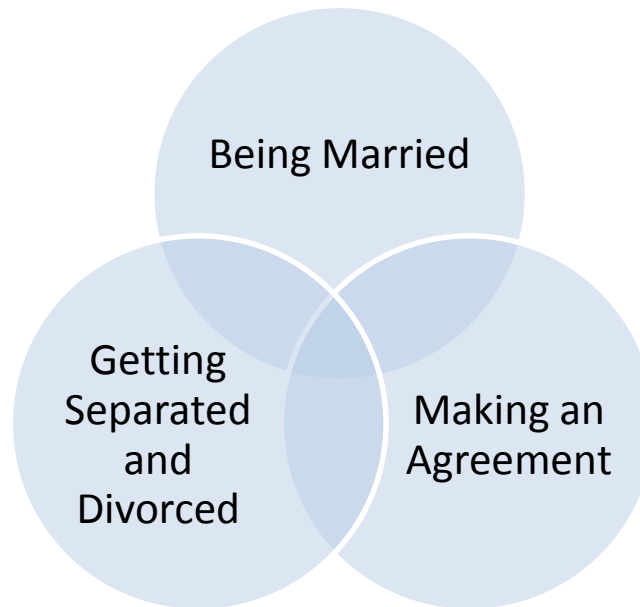 Being Married
Getting
Separated
and
Divorced
Making an
Agreement